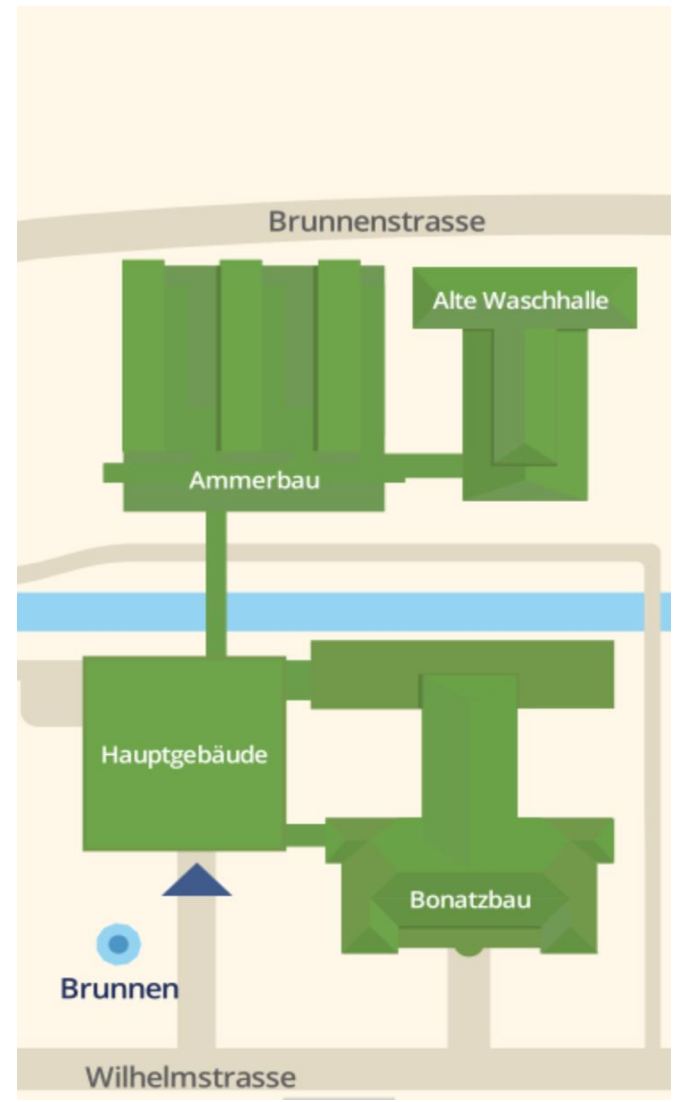 Brunnenstrasse
Alte Waschhalle
Ammerbau
Hauptgebäude
Bonatzbau
Brunnen
Wilhelmstrasse